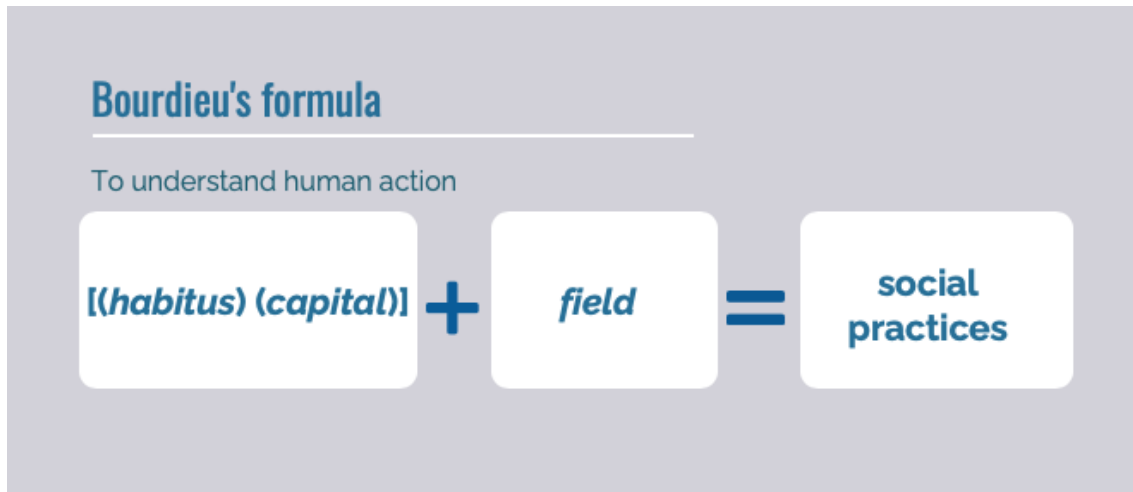 Bourdieu's formula
To understand human action
[(habitus) (capital)] + field = social
practices